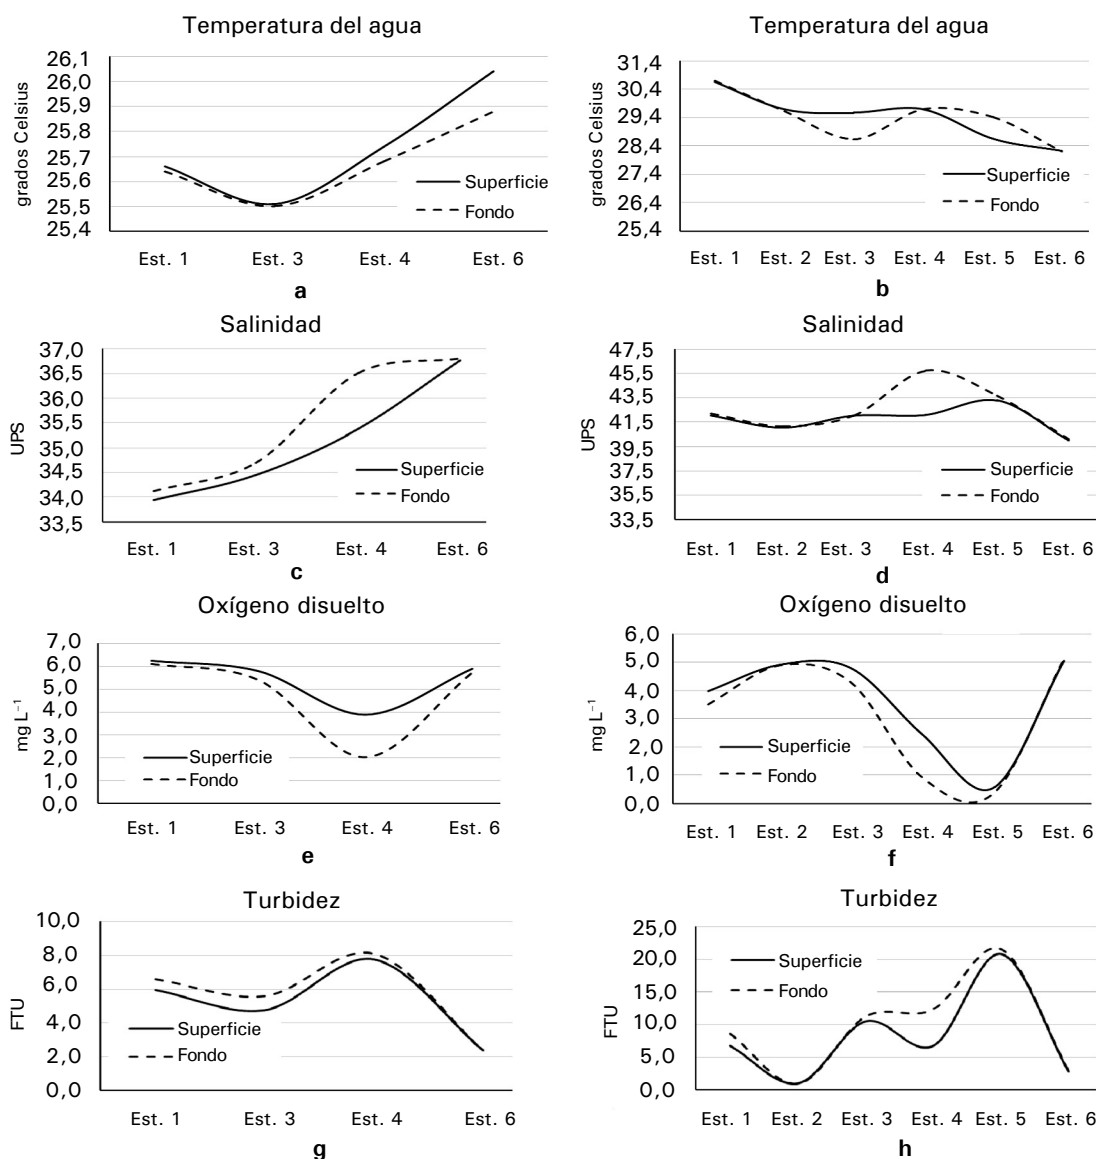 Temperatura del agua
26,1
26,0
25,9
25,8
25,7
25,6
25,5
25,4
grados Celsius
Superficie
Fondo
Est. 1 Est. 3 Est. 4 Est. 6
a
Temperatura del agua
31,4
30,4
29,4
28,4
27,4
26,4
25,4
grados Celsius
Superficie
Fondo
Est. 1 Est. 2 Est. 3 Est. 4 Est. 5 Est. 6
b
Salinidad
37,0
36,5
36,0
35,5
35,0
34,5
34,0
33,5
UPS
Superficie
Fondo
Est. 1 Est. 3 Est. 4 Est. 6
c
Salinidad
47,5
45,5
43,5
41,5
39,5
37,5
35,5
33,5
UPS
Superficie
Fondo
Est. 1 Est. 2 Est. 3 Est. 4 Est. 5 Est. 6
d
Oxígeno disuelto
7,0
6,0
5,0
4,0
3,0
2,0
1,0
0,0
mg L⁻¹
Superficie
Fondo
Est. 1 Est. 3 Est. 4 Est. 6
e
Oxígeno disuelto
6,0
5,0
4,0
3,0
2,0
1,0
0,0
mg L⁻¹
Superficie
Fondo
Est. 1 Est. 2 Est. 3 Est. 4 Est. 5 Est. 6
f
Turbidez
10,0
8,0
6,0
4,0
2,0
0,0
FTU
Superficie
Fondo
Est. 1 Est. 3 Est. 4 Est. 6
g
Turbidez
25,0
20,0
15,0
10,0
5,0
0,0
FTU
Superficie
Fondo
Est. 1 Est. 2 Est. 3 Est. 4 Est. 5 Est. 6
h